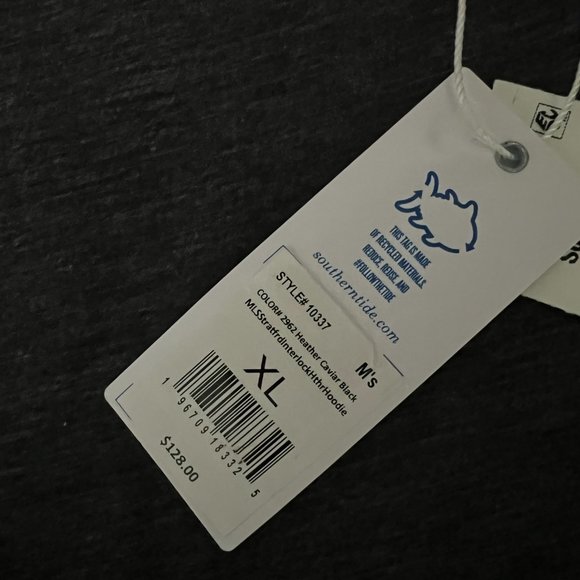 THIS TAG IS MADE
OF RECYCLED MATERIALS.
REDUCE, REUSE, AND
#FOLLOWTHETIDE
southerntide.com
STYLE# 10337
M's
COLOR# 2962 Heather Caviar Black
MLSStratfrdInterlockHthrHoodie
XL
1 96709 18332 5
$128.00
EC